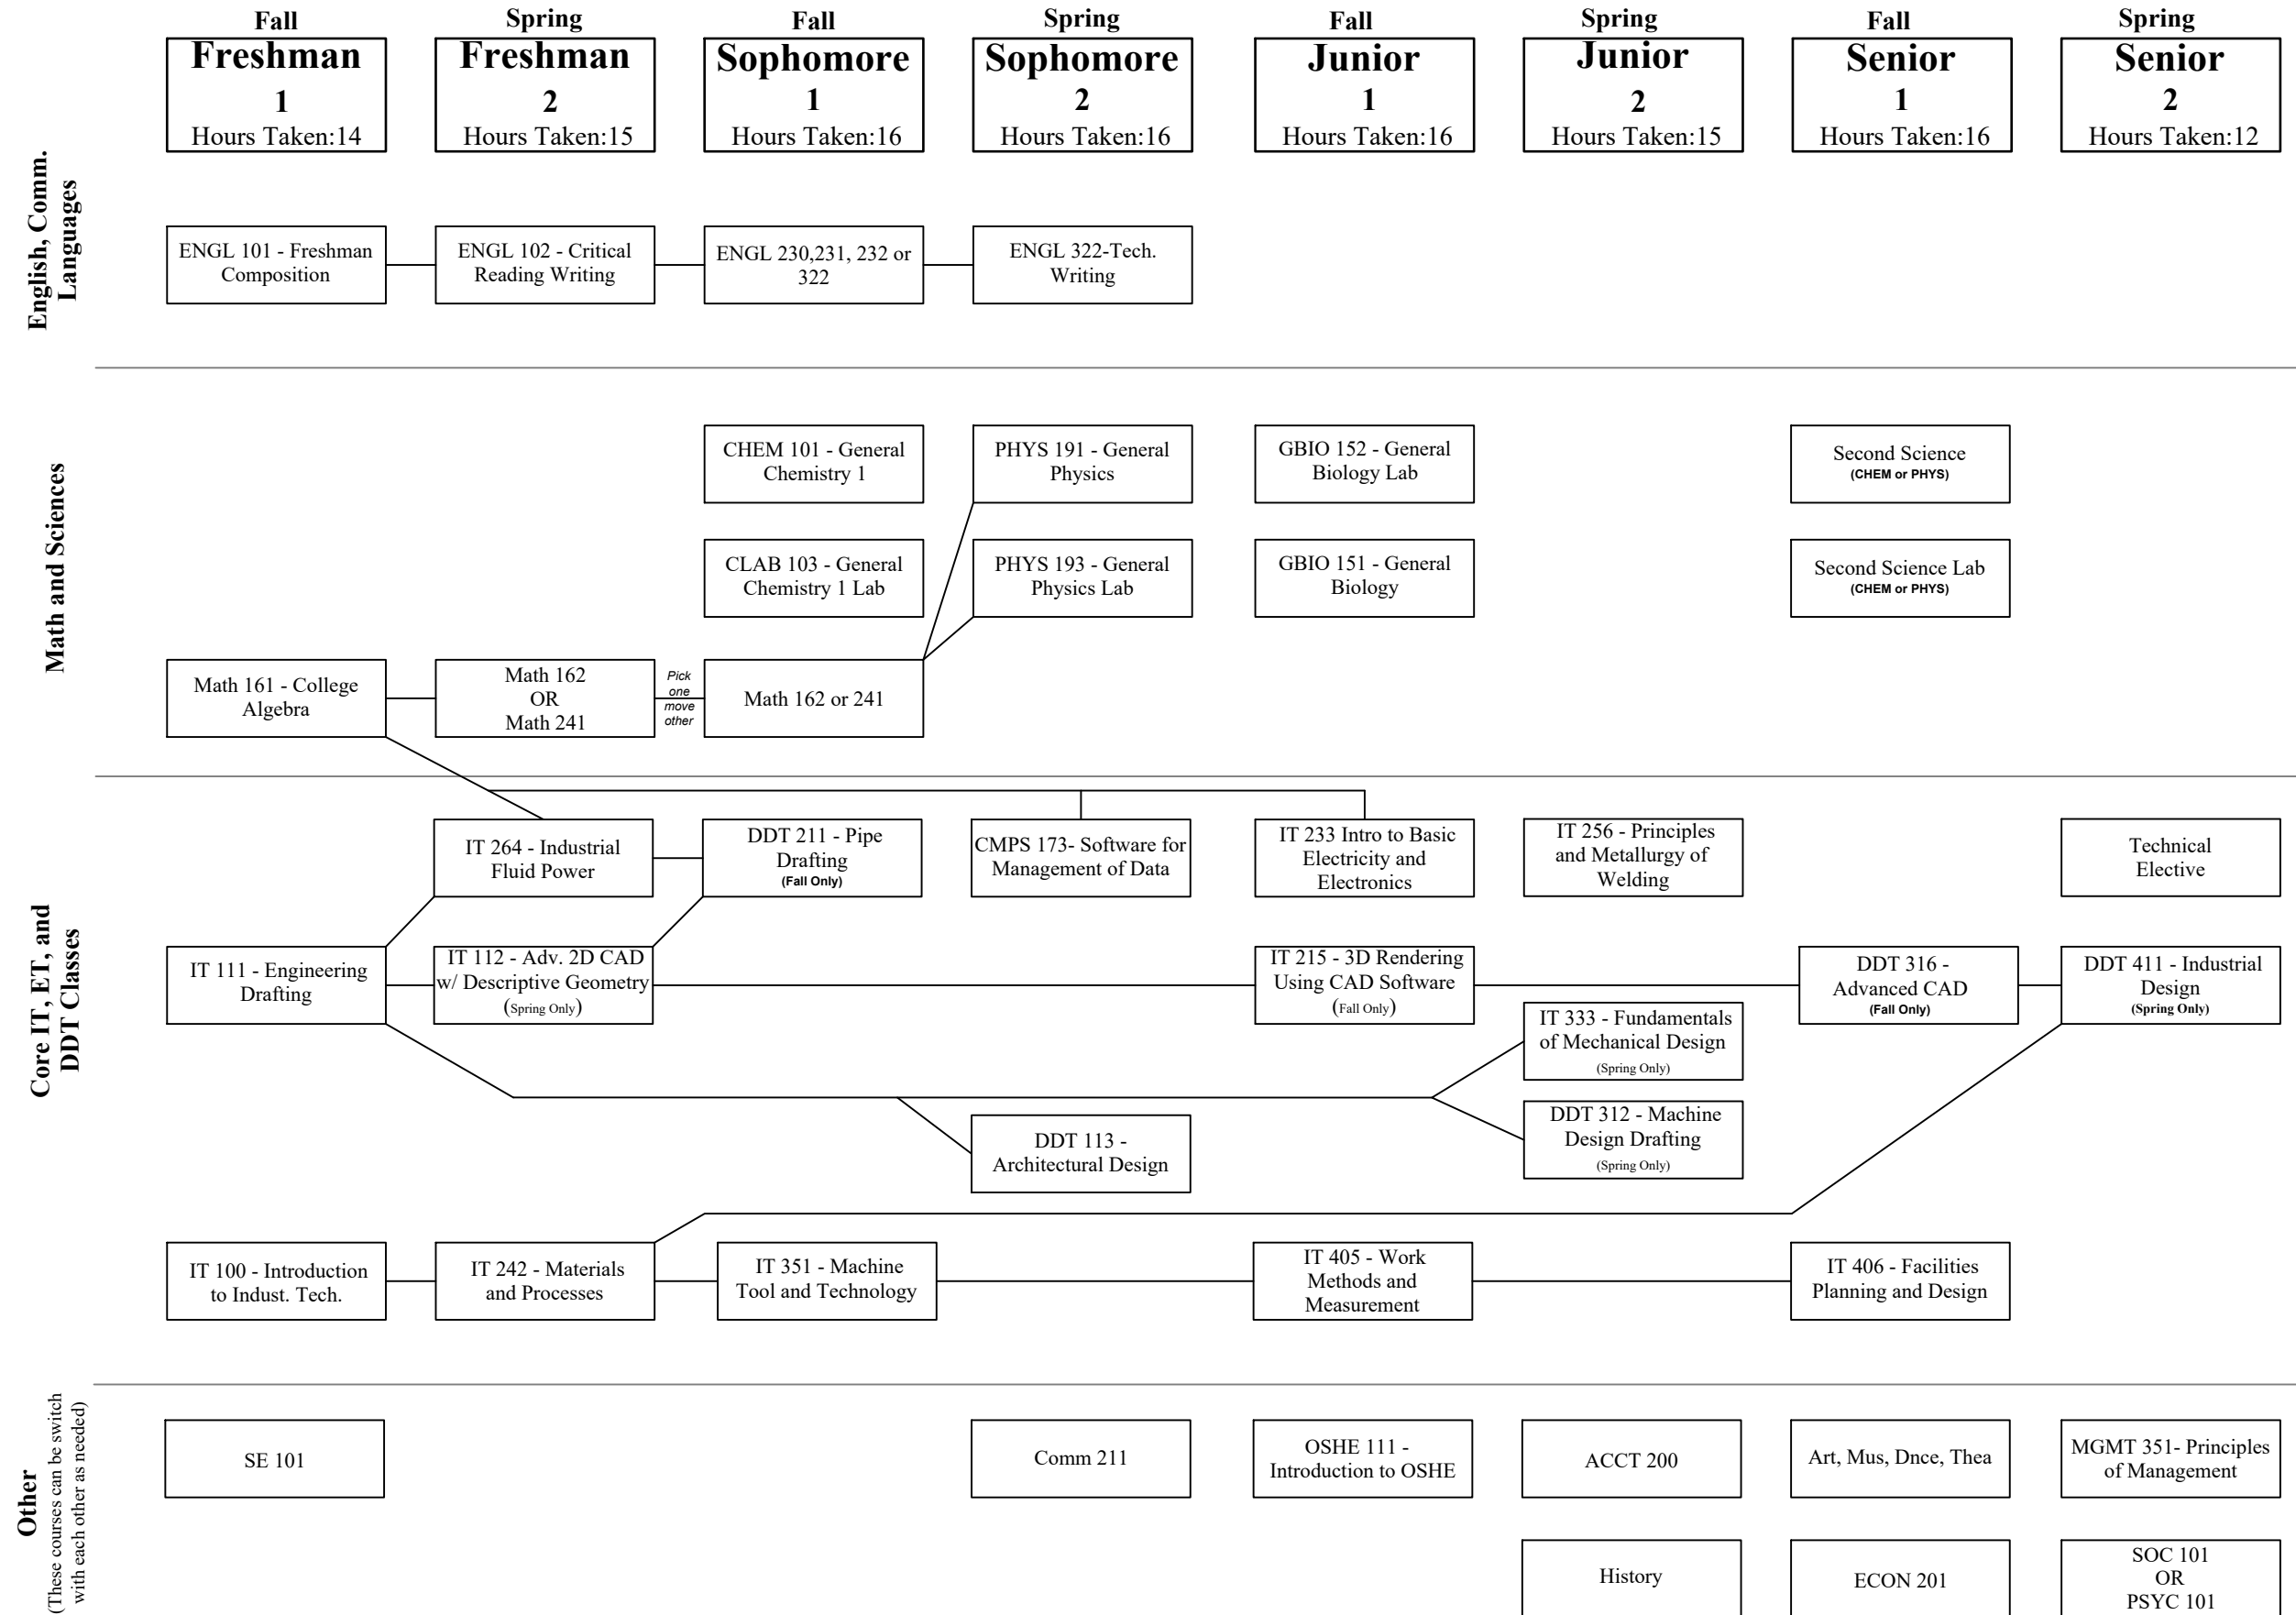 Fall
Freshman
1
Hours Taken:14
Spring
Freshman
2
Hours Taken:15
Fall
Sophomore
1
Hours Taken:16
Spring
Sophomore
2
Hours Taken:16
Fall
Junior
1
Hours Taken:16
Spring
Junior
2
Hours Taken:15
Fall
Senior
1
Hours Taken:16
Spring
Senior
2
Hours Taken:12
English, Comm.
Languages
ENGL 101 - Freshman
Composition
ENGL 102 - Critical
Reading Writing
ENGL 230,231, 232 or
322
ENGL 322-Tech.
Writing
Math and Sciences
CHEM 101 - General
Chemistry 1
PHYS 191 - General
Physics
GBIO 152 - General
Biology Lab
Second Science
(CHEM or PHYS)
CLAB 103 - General
Chemistry 1 Lab
PHYS 193 - General
Physics Lab
GBIO 151 - General
Biology
Second Science Lab
(CHEM or PHYS)
Math 161 - College
Algebra
Math 162
OR
Math 241
Pick
one
move
other
Math 162 or 241
Core IT, ET, and
DDT Classes
IT 264 - Industrial
Fluid Power
DDT 211 - Pipe
Drafting
(Fall Only)
CMPS 173- Software for
Management of Data
IT 233 Intro to Basic
Electricity and
Electronics
IT 256 - Principles
and Metallurgy of
Welding
Technical
Elective
IT 111 - Engineering
Drafting
IT 112 - Adv. 2D CAD
w/ Descriptive Geometry
(Spring Only)
IT 215 - 3D Rendering
Using CAD Software
(Fall Only)
DDT 316 -
Advanced CAD
(Fall Only)
DDT 411 - Industrial
Design
(Spring Only)
IT 333 - Fundamentals
of Mechanical Design
(Spring Only)
DDT 113 -
Architectural Design
DDT 312 - Machine
Design Drafting
(Spring Only)
IT 100 - Introduction
to Indust. Tech.
IT 242 - Materials
and Processes
IT 351 - Machine
Tool and Technology
IT 405 - Work
Methods and
Measurement
IT 406 - Facilities
Planning and Design
Other
(These courses can be switch
with each other as needed)
SE 101
Comm 211
OSHE 111 -
Introduction to OSHE
ACCT 200
Art, Mus, Dnce, Thea
MGMT 351- Principles
of Management
History
ECON 201
SOC 101
OR
PSYC 101